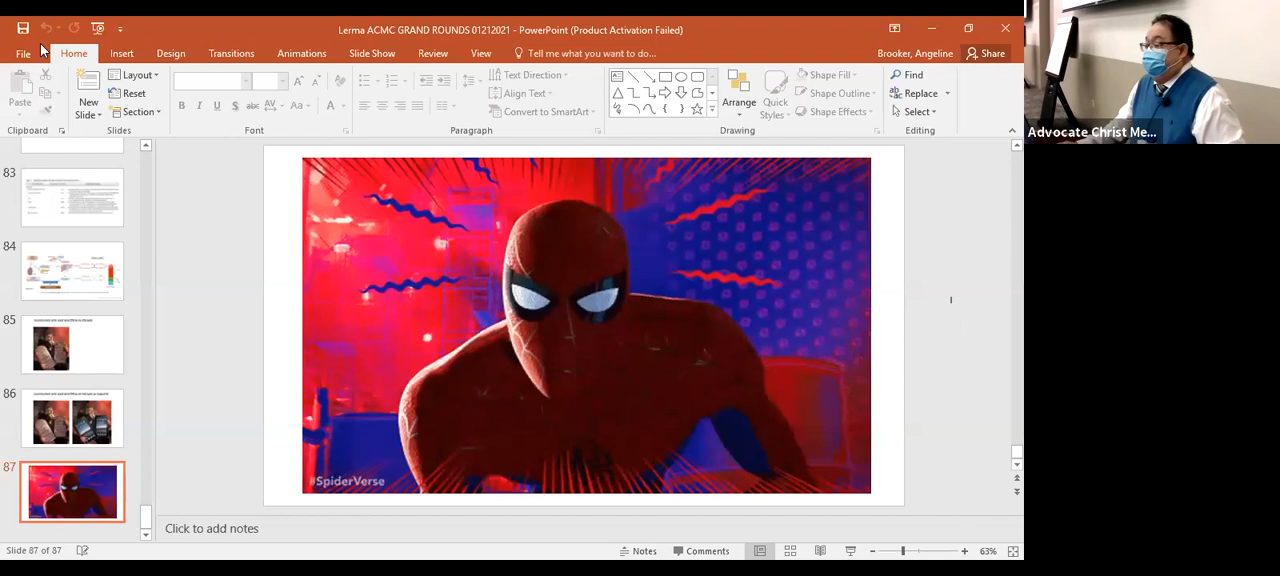 Lerma ACMC GRAND ROUNDS 01212021 - PowerPoint (Product Activation Failed)
File Home Insert Design Transitions Animations Slide Show Review View Tell me what you want to do... Brooker, Angeline Share
Paste
Clipboard
New
Slide
Layout
Reset
Section
Slides
B I U S abc AV Aa A
Font
Text Direction
Align Text
Convert to SmartArt
Paragraph
Arrange
Quick
Styles
Shape Fill
Shape Outline
Shape Effects
Drawing
Find
Replace
Select
Editing
Advocate Christ Me...
83
84
85
86
87
#SpiderVerse
Click to add notes
Slide 87 of 87
Notes Comments 63%